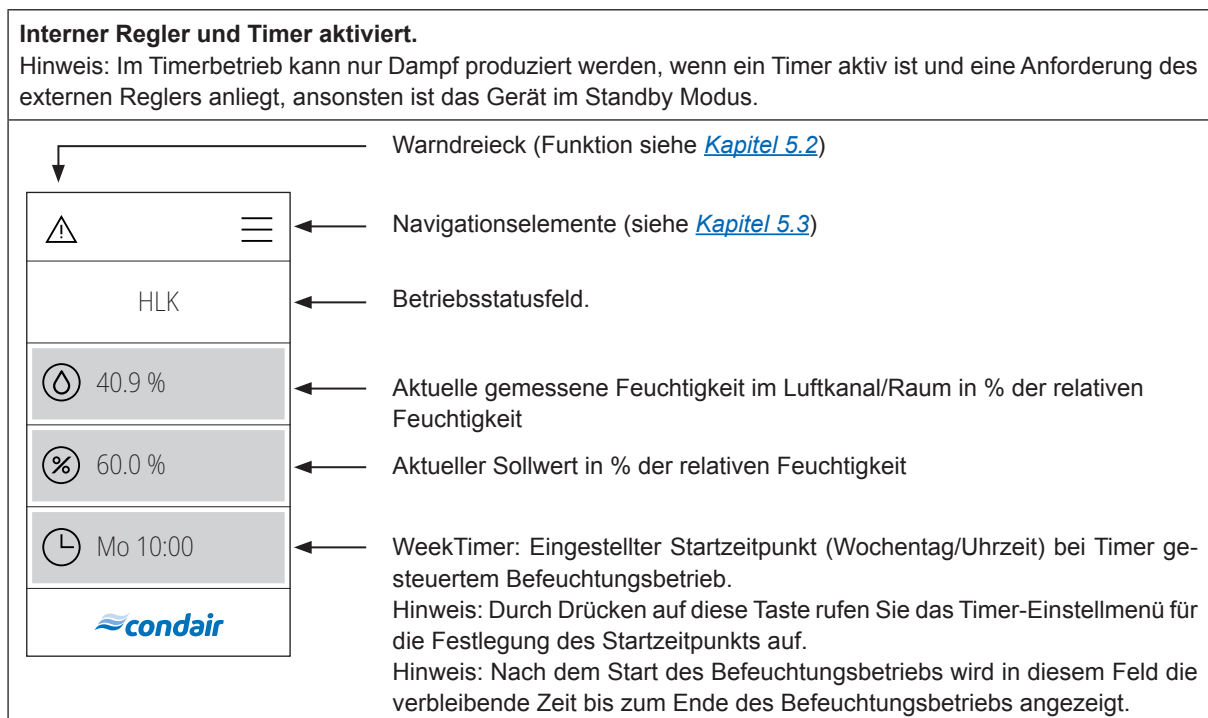 Interner Regler und Timer aktiviert.
Hinweis: Im Timerbetrieb kann nur Dampf produziert werden, wenn ein Timer aktiv ist und eine Anforderung des
externen Reglers anliegt, ansonsten ist das Gerät im Standby Modus.
Warndreieck (Funktion siehe Kapitel 5.2)
Navigationselemente (siehe Kapitel 5.3)
HLK
Betriebsstatusfeld.
40.9 %
Aktuelle gemessene Feuchtigkeit im Luftkanal/Raum in % der relativen
Feuchtigkeit
% 60.0 %
Aktueller Sollwert in % der relativen Feuchtigkeit
Mo 10:00
WeekTimer: Eingestellter Startzeitpunkt (Wochentag/Uhrzeit) bei Timer ge-
steuertem Befeuchtungsbetrieb.
Hinweis: Durch Drücken auf diese Taste rufen Sie das Timer-Einstellmenü für
die Festlegung des Startzeitpunkts auf.
Hinweis: Nach dem Start des Befeuchtungsbetriebs wird in diesem Feld die
verbleibende Zeit bis zum Ende des Befeuchtungsbetriebs angezeigt.
condair